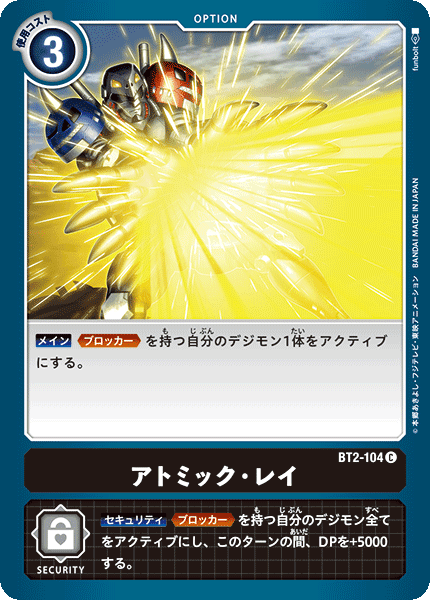 使用コスト
3
OPTION
funbolt
メイン ブロッカー を持つ自分のデジモン1体をアクティブ
にする。
©本郷あきよし・フジテレビ・東映アニメーション BANDAI MADE IN JAPAN
BT2-104 C
アトミック・レイ
セキュリティ ブロッカー を持つ自分のデジモン全て
をアクティブにし、このターンの間、DPを+5000
する。
SECURITY